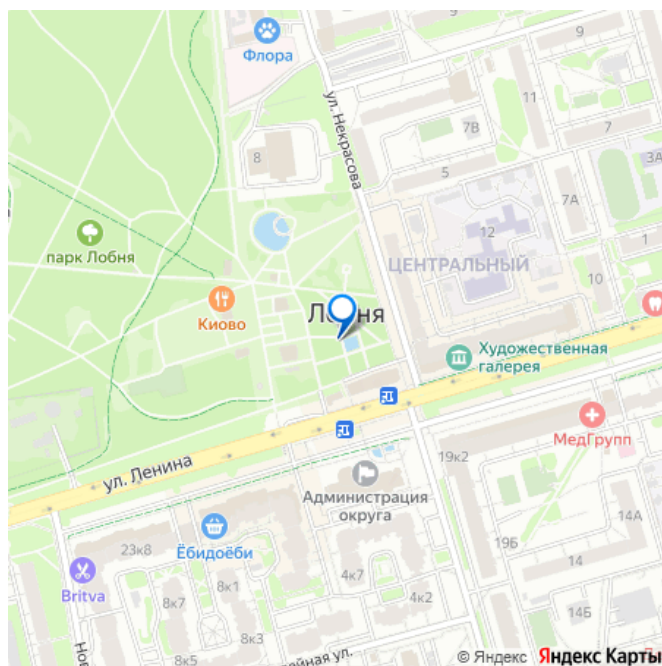 9
Флора
9
11
ул. Некрасова
7В
7
8
5
3А
7А
парк Лобня
12
1
ЦЕНТРАЛЬНЫЙ
10
Киово
Художественная
галерея
МедГрупп
19к2
ул. Ленина
Администрация
округа
14А
19Б
14
23к8
Ёбидоёби
8к1
4к7
4к2
Britva
8к7
14Б
8к3
8к5
© Яндекс Яндекс Карты